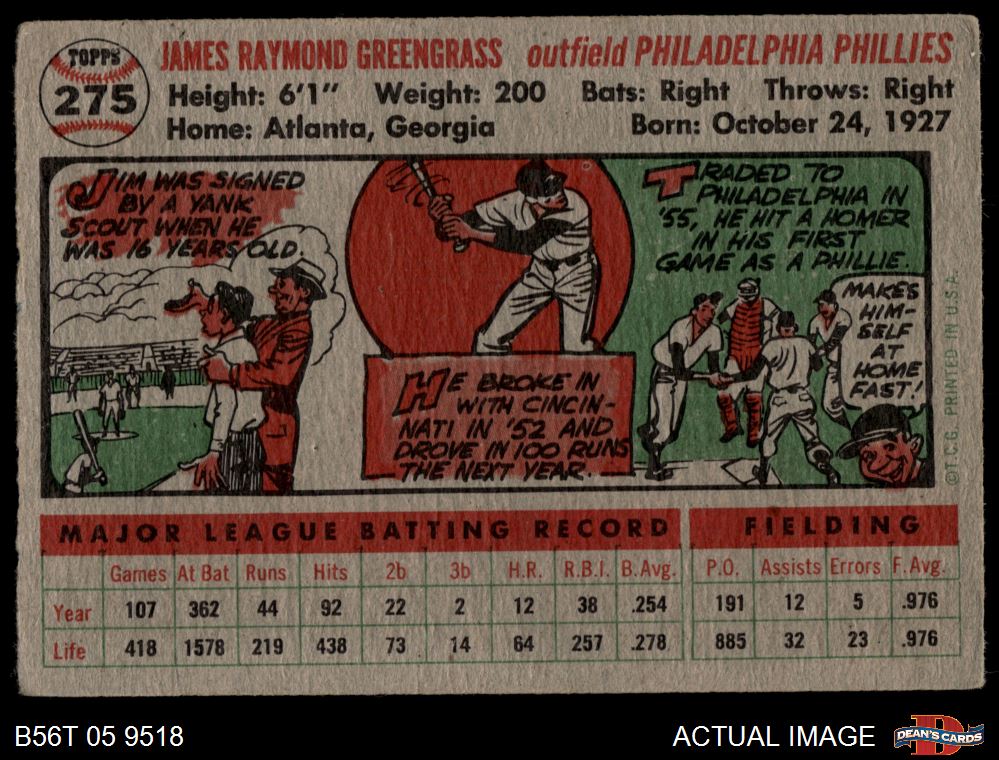 TOPPS
275
JAMES RAYMOND GREENGRASS outfield PHILADELPHIA PHILLIES
Height: 6'1" Weight: 200 Bats: Right Throws: Right
Home: Atlanta, Georgia Born: October 24, 1927
JIM WAS SIGNED
BY A YANK
SCOUT WHEN HE
WAS 16 YEARS OLD.
HE BROKE IN
WITH CINCIN-
NATI IN '52 AND
DROVE IN 100 RUNS
THE NEXT YEAR.
TRADED TO
PHILADELPHIA IN
'55, HE HIT A HOMER
IN HIS FIRST
GAME AS A PHILLIE.
MAKES
HIM-
SELF
AT
HOME
FAST!
© T.C.G. PRINTED IN U.S.A.
MAJOR LEAGUE BATTING RECORD FIELDING
Games At Bat Runs Hits 2b 3b H.R. R.B.I. B.Avg. P.O. Assists Errors F.Avg.
Year 107 362 44 92 22 2 12 38 .254 191 12 5 .976
Life 418 1578 219 438 73 14 64 257 .278 885 32 23 .976
B56T 05 9518 ACTUAL IMAGE DEAN'S CARDS